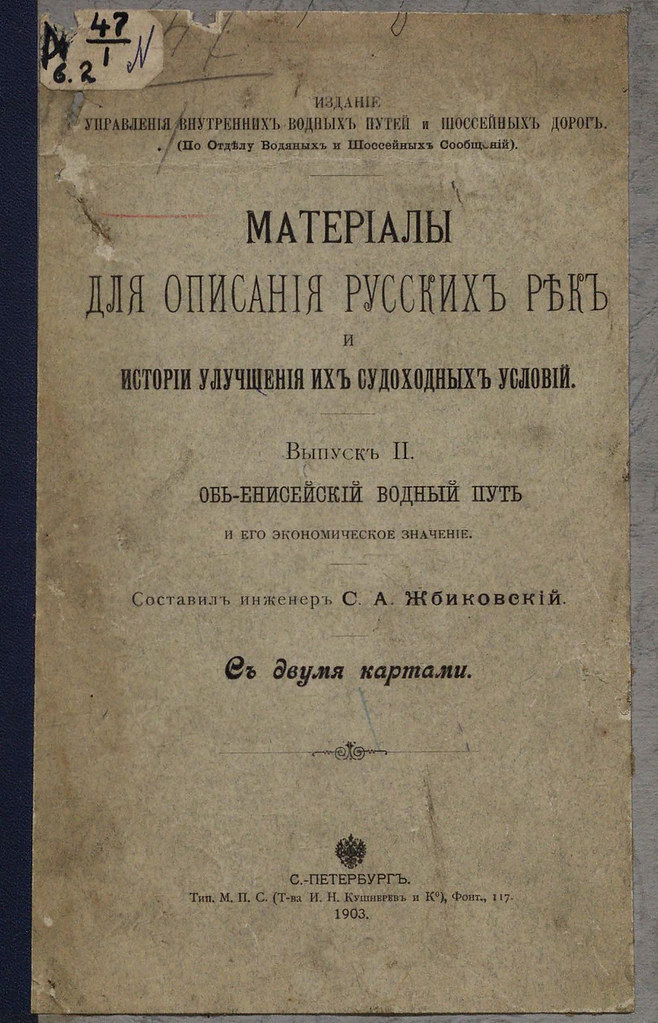 47
1
6.2
N
ИЗДАНІЕ
УПРАВЛЕНІЯ ВНУТРЕННИХЪ ВОДНЫХЪ ПУТЕЙ и ШОССЕЙНЫХЪ ДОРОГЪ.
(По Отдѣлу Водяныхъ и Шоссейныхъ Сообщеній).
МАТЕРІАЛЫ
ДЛЯ ОПИСАНІЯ РУССКИХЪ РѢКЪ
И
ИСТОРІИ УЛУЧШЕНІЯ ИХЪ СУДОХОДНЫХЪ УСЛОВІЙ.
Выпускъ II.
ОБЬ-ЕНИСЕЙСКІЙ ВОДНЫЙ ПУТЬ
И ЕГО ЭКОНОМИЧЕСКОЕ ЗНАЧЕНІЕ.
Составилъ инженеръ С. А. Жбиковскій.
Съ двумя картами.
С.-ПЕТЕРБУРГЪ.
Тип. М. П. С. (Т-ва И. Н. Кушнеревъ и Кº), Фонт., 117.
1903.